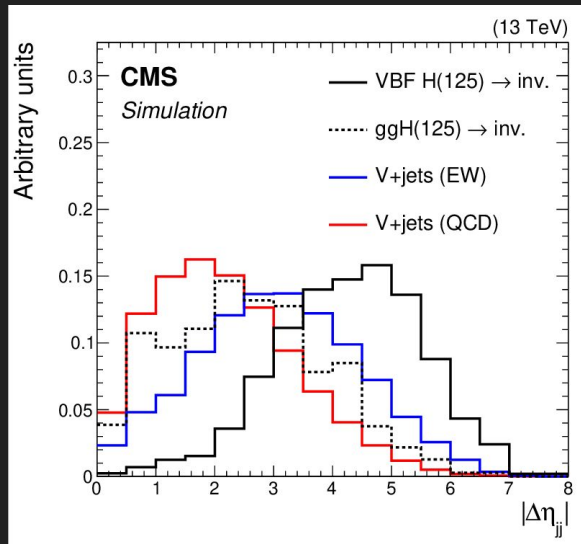 (13 TeV)
Arbitrary units
CMS
Simulation
VBF H(125) → inv.
ggH(125) → inv.
V+jets (EW)
V+jets (QCD)
0.3
0.25
0.2
0.15
0.1
0.05
0
0 1 2 3 4 5 6 7 8
|Δη_jj|